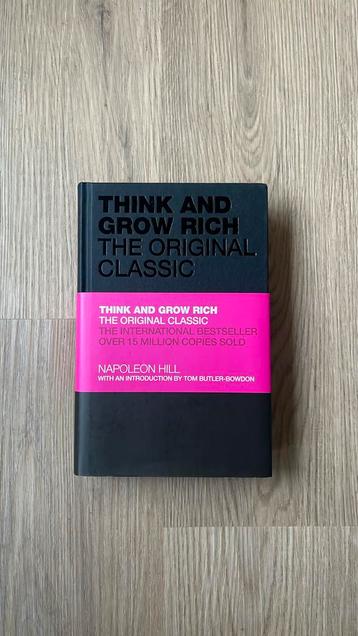 THINK AND
GROW RICH
THE ORIGINAL
CLASSIC
THINK AND GROW RICH
THE ORIGINAL CLASSIC
THE INTERNATIONAL BESTSELLER
OVER 15 MILLION COPIES SOLD
NAPOLEON HILL
WITH AN INTRODUCTION BY TOM BUTLER-BOWDON